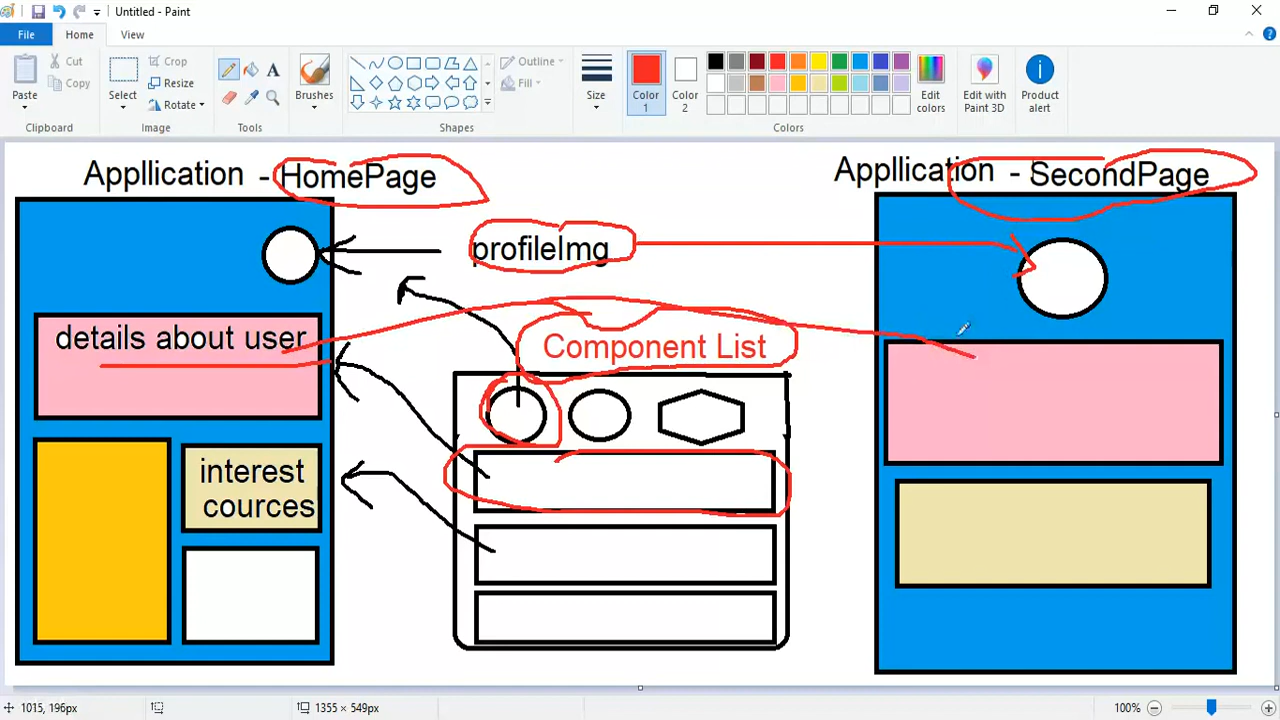 Untitled - Paint
File
Home
View
Paste
Cut
Copy
Clipboard
Select
Crop
Resize
Rotate
Image
A
Tools
Brushes
Shapes
Outline
Fill
Size
Color 1
Color 2
Edit colors
Colors
Edit with Paint 3D
Product alert
Appllication - HomePage
Appllication - SecondPage
profileImg
details about user
Component List
interest
cources
1015, 196px
1355 × 549px
100%